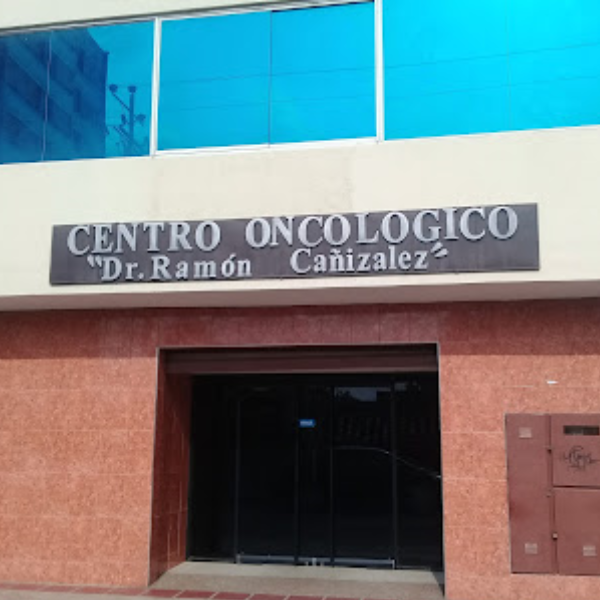 CENTRO ONCOLOGICO
"Dr. Ramón Cañizalez"